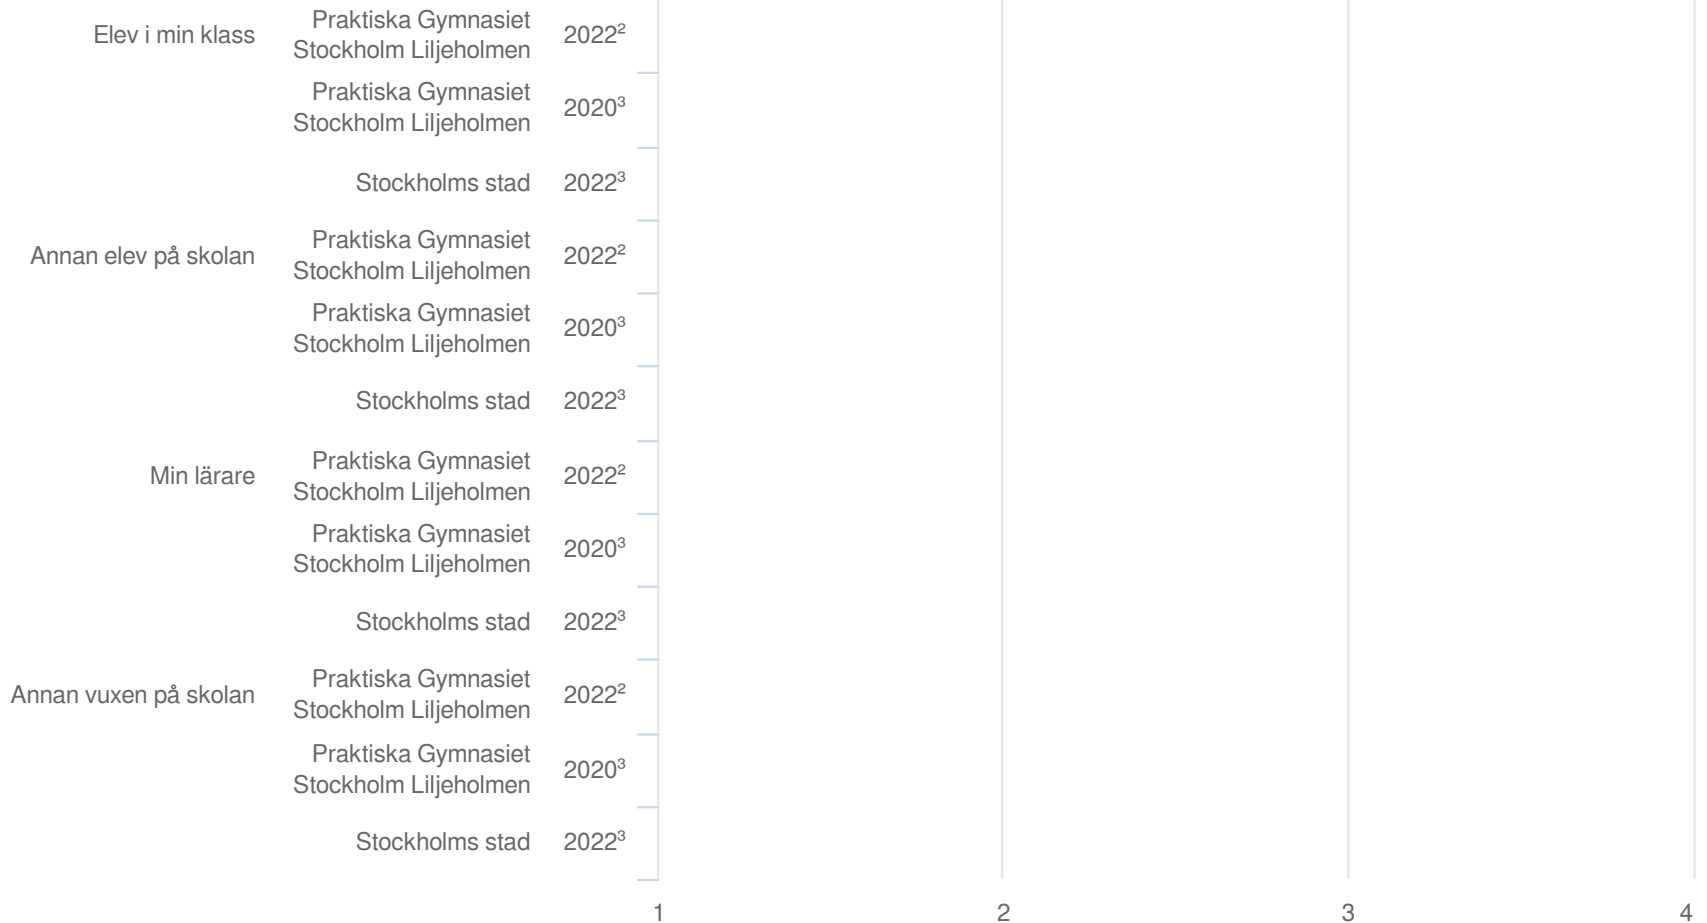 Elev i min klass
Praktiska Gymnasiet
Stockholm Liljeholmen
2022²
Praktiska Gymnasiet
Stockholm Liljeholmen
2020³
Stockholms stad
2022³
Annan elev på skolan
Praktiska Gymnasiet
Stockholm Liljeholmen
2022²
Praktiska Gymnasiet
Stockholm Liljeholmen
2020³
Stockholms stad
2022³
Min lärare
Praktiska Gymnasiet
Stockholm Liljeholmen
2022²
Praktiska Gymnasiet
Stockholm Liljeholmen
2020³
Stockholms stad
2022³
Annan vuxen på skolan
Praktiska Gymnasiet
Stockholm Liljeholmen
2022²
Praktiska Gymnasiet
Stockholm Liljeholmen
2020³
Stockholms stad
2022³
1 2 3 4